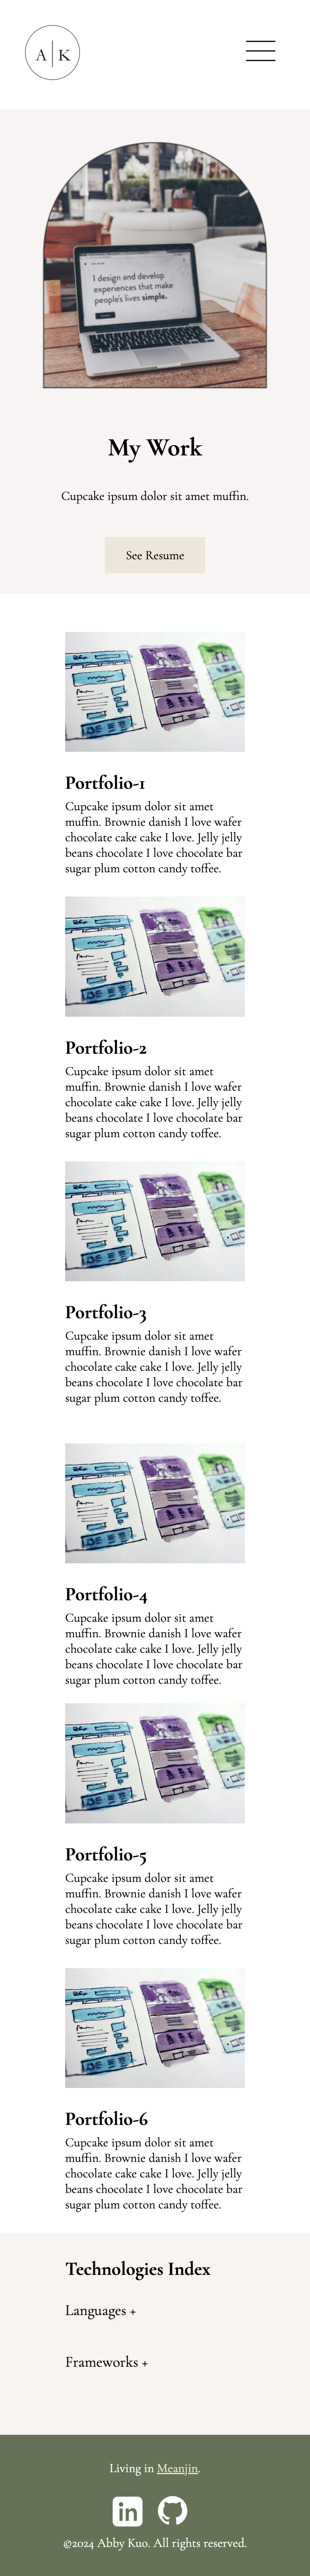 A | K
I design and develop
experiences that make
people's lives simple.
My Work
Cupcake ipsum dolor sit amet muffin.
See Resume
Portfolio-1
Cupcake ipsum dolor sit amet
muffin. Brownie danish I love wafer
chocolate cake cake I love. Jelly jelly
beans chocolate I love chocolate bar
sugar plum cotton candy toffee.
Portfolio-2
Cupcake ipsum dolor sit amet
muffin. Brownie danish I love wafer
chocolate cake cake I love. Jelly jelly
beans chocolate I love chocolate bar
sugar plum cotton candy toffee.
Portfolio-3
Cupcake ipsum dolor sit amet
muffin. Brownie danish I love wafer
chocolate cake cake I love. Jelly jelly
beans chocolate I love chocolate bar
sugar plum cotton candy toffee.
Portfolio-4
Cupcake ipsum dolor sit amet
muffin. Brownie danish I love wafer
chocolate cake cake I love. Jelly jelly
beans chocolate I love chocolate bar
sugar plum cotton candy toffee.
Portfolio-5
Cupcake ipsum dolor sit amet
muffin. Brownie danish I love wafer
chocolate cake cake I love. Jelly jelly
beans chocolate I love chocolate bar
sugar plum cotton candy toffee.
Portfolio-6
Cupcake ipsum dolor sit amet
muffin. Brownie danish I love wafer
chocolate cake cake I love. Jelly jelly
beans chocolate I love chocolate bar
sugar plum cotton candy toffee.
Technologies Index
Languages +
Frameworks +
Living in Meanjin.
in
©2024 Abby Kuo. All rights reserved.